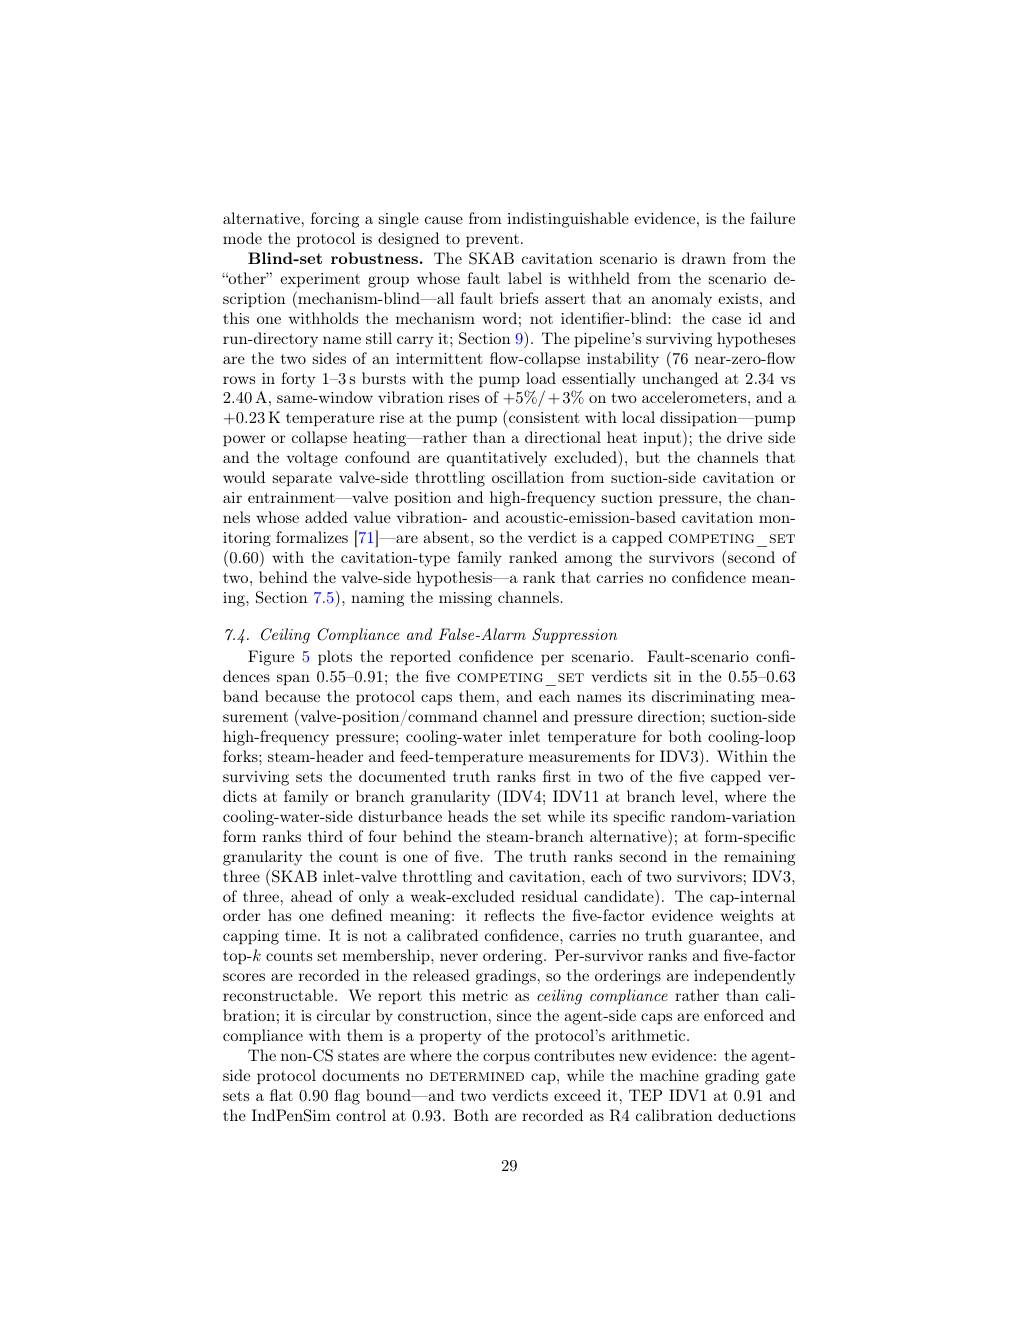 alternative, forcing a single cause from indistinguishable evidence, is the failure
mode the protocol is designed to prevent.
Blind-set robustness. The SKAB cavitation scenario is drawn from the
“other” experiment group whose fault label is withheld from the scenario de-
scription (mechanism-blind—all fault briefs assert that an anomaly exists, and
this one withholds the mechanism word; not identifier-blind: the case id and
run-directory name still carry it; Section 9). The pipeline’s surviving hypotheses
are the two sides of an intermittent flow-collapse instability (76 near-zero-flow
rows in forty 1–3 s bursts with the pump load essentially unchanged at 2.34 vs
2.40 A, same-window vibration rises of +5%/+3% on two accelerometers, and a
+0.23 K temperature rise at the pump (consistent with local dissipation—pump
power or collapse heating—rather than a directional heat input); the drive side
and the voltage confound are quantitatively excluded), but the channels that
would separate valve-side throttling oscillation from suction-side cavitation or
air entrainment—valve position and high-frequency suction pressure, the chan-
nels whose added value vibration- and acoustic-emission-based cavitation mon-
itoring formalizes [71]—are absent, so the verdict is a capped COMPETING_SET
(0.60) with the cavitation-type family ranked among the survivors (second of
two, behind the valve-side hypothesis—a rank that carries no confidence mean-
ing, Section 7.5), naming the missing channels.
7.4. Ceiling Compliance and False-Alarm Suppression
Figure 5 plots the reported confidence per scenario. Fault-scenario confi-
dences span 0.55–0.91; the five COMPETING_SET verdicts sit in the 0.55–0.63
band because the protocol caps them, and each names its discriminating mea-
surement (valve-position/command channel and pressure direction; suction-side
high-frequency pressure; cooling-water inlet temperature for both cooling-loop
forks; steam-header and feed-temperature measurements for IDV3). Within the
surviving sets the documented truth ranks first in two of the five capped ver-
dicts at family or branch granularity (IDV4; IDV11 at branch level, where the
cooling-water-side disturbance heads the set while its specific random-variation
form ranks third of four behind the steam-branch alternative); at form-specific
granularity the count is one of five. The truth ranks second in the remaining
three (SKAB inlet-valve throttling and cavitation, each of two survivors; IDV3,
of three, ahead of only a weak-excluded residual candidate). The cap-internal
order has one defined meaning: it reflects the five-factor evidence weights at
capping time. It is not a calibrated confidence, carries no truth guarantee, and
top-k counts set membership, never ordering. Per-survivor ranks and five-factor
scores are recorded in the released gradings, so the orderings are independently
reconstructable. We report this metric as ceiling compliance rather than cali-
bration; it is circular by construction, since the agent-side caps are enforced and
compliance with them is a property of the protocol’s arithmetic.
The non-CS states are where the corpus contributes new evidence: the agent-
side protocol documents no DETERMINED cap, while the machine grading gate
sets a flat 0.90 flag bound—and two verdicts exceed it, TEP IDV1 at 0.91 and
the IndPenSim control at 0.93. Both are recorded as R4 calibration deductions
29